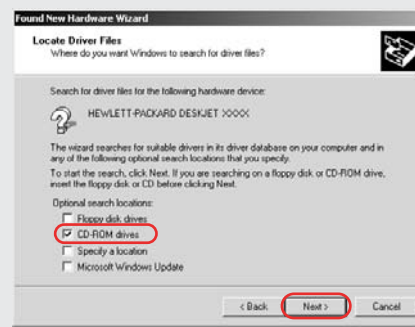 Found New Hardware Wizard
Locate Driver Files
Where do you want Windows to search for driver files?
Search for driver files for the following hardware device:
HEWLETT-PACKARD DESKJET XXXX
The wizard searches for suitable drivers in its driver database on your computer and in
any of the following optional search locations that you specify.
To start the search, click Next. If you are searching on a floppy disk or CD-ROM drive,
insert the floppy disk or CD before clicking Next.
Optional search locations:
Floppy disk drives
CD-ROM drives
Specify a location
Microsoft Windows Update
< Back Next > Cancel